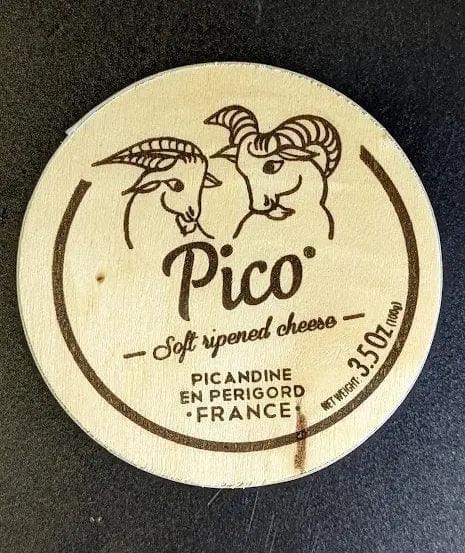 Pico®
— Soft ripened cheese —
PICANDINE
EN PERIGORD
·FRANCE·
NET WEIGHT: 3.5 Oz (100g)